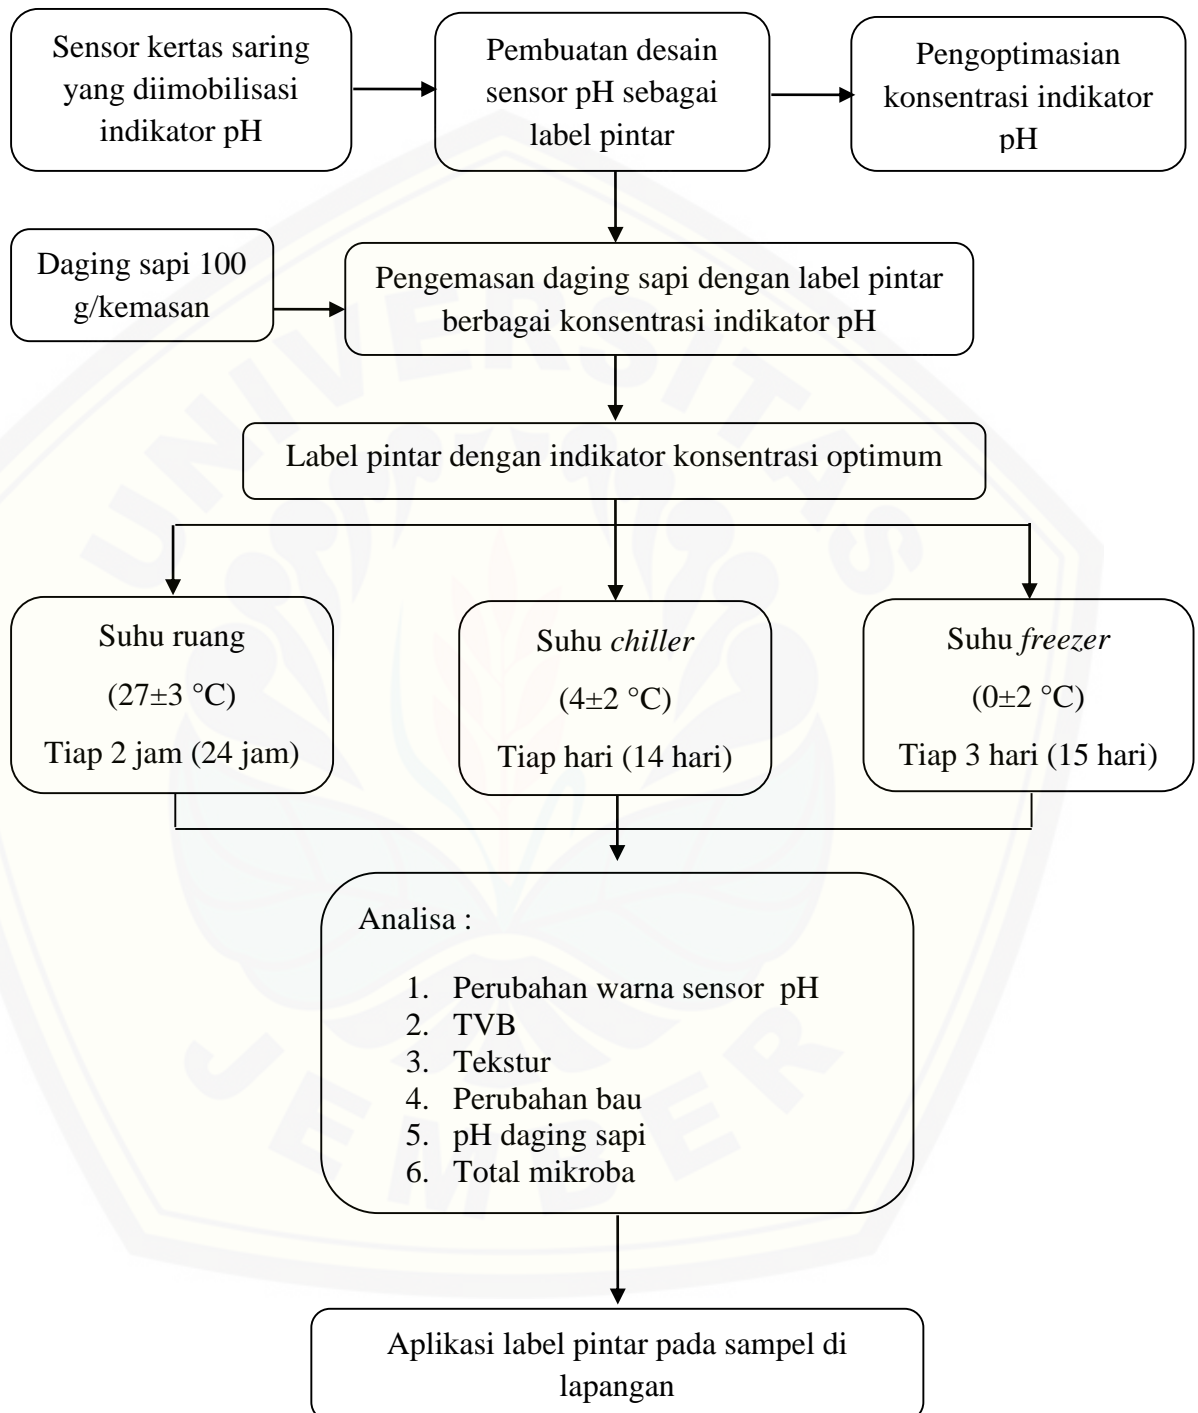 Sensor kertas saring
yang diimobilisasi
indikator pH
Pembuatan desain
sensor pH sebagai
label pintar
Pengoptimasian
konsentrasi indikator
pH
Daging sapi 100
g/kemasan
Pengemasan daging sapi dengan label pintar
berbagai konsentrasi indikator pH
Label pintar dengan indikator konsentrasi optimum
Suhu ruang
(27±3 °C)
Tiap 2 jam (24 jam)
Suhu chiller
(4±2 °C)
Tiap hari (14 hari)
Suhu freezer
(0±2 °C)
Tiap 3 hari (15 hari)
Analisa :
1. Perubahan warna sensor pH
2. TVB
3. Tekstur
4. Perubahan bau
5. pH daging sapi
6. Total mikroba
Aplikasi label pintar pada sampel di
lapangan
UNIVERSITAS
JEMBER